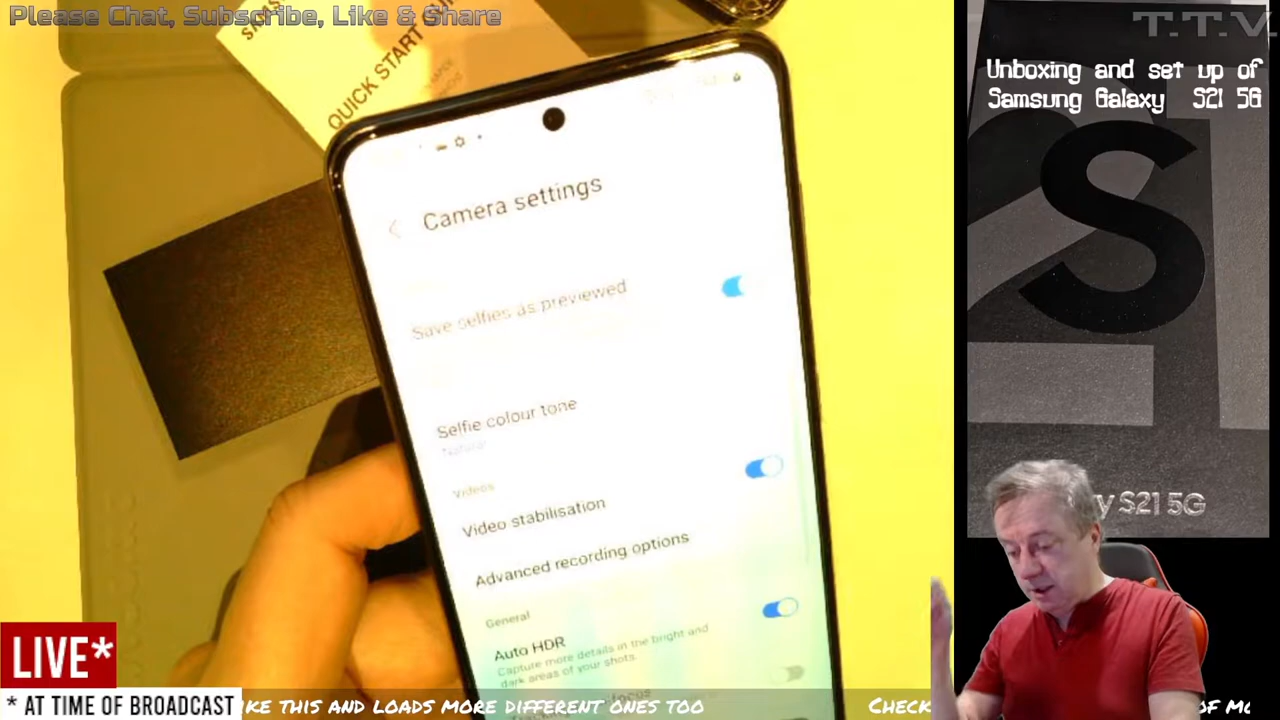 Please Chat, Subscribe, Like & Share
T.T.V.
Unboxing and set up of
Samsung Galaxy S21 5G
QUICK START
Camera settings
Save selfies as previewed
Selfie colour tone
Natural
Videos
Video stabilisation
Advanced recording options
General
Auto HDR
Capture more details in the bright and
dark areas of your shots.
S
21
S21 5G
LIVE*
* AT TIME OF BROADCAST
IKE THIS AND LOADS MORE DIFFERENT ONES TOO
CHECK